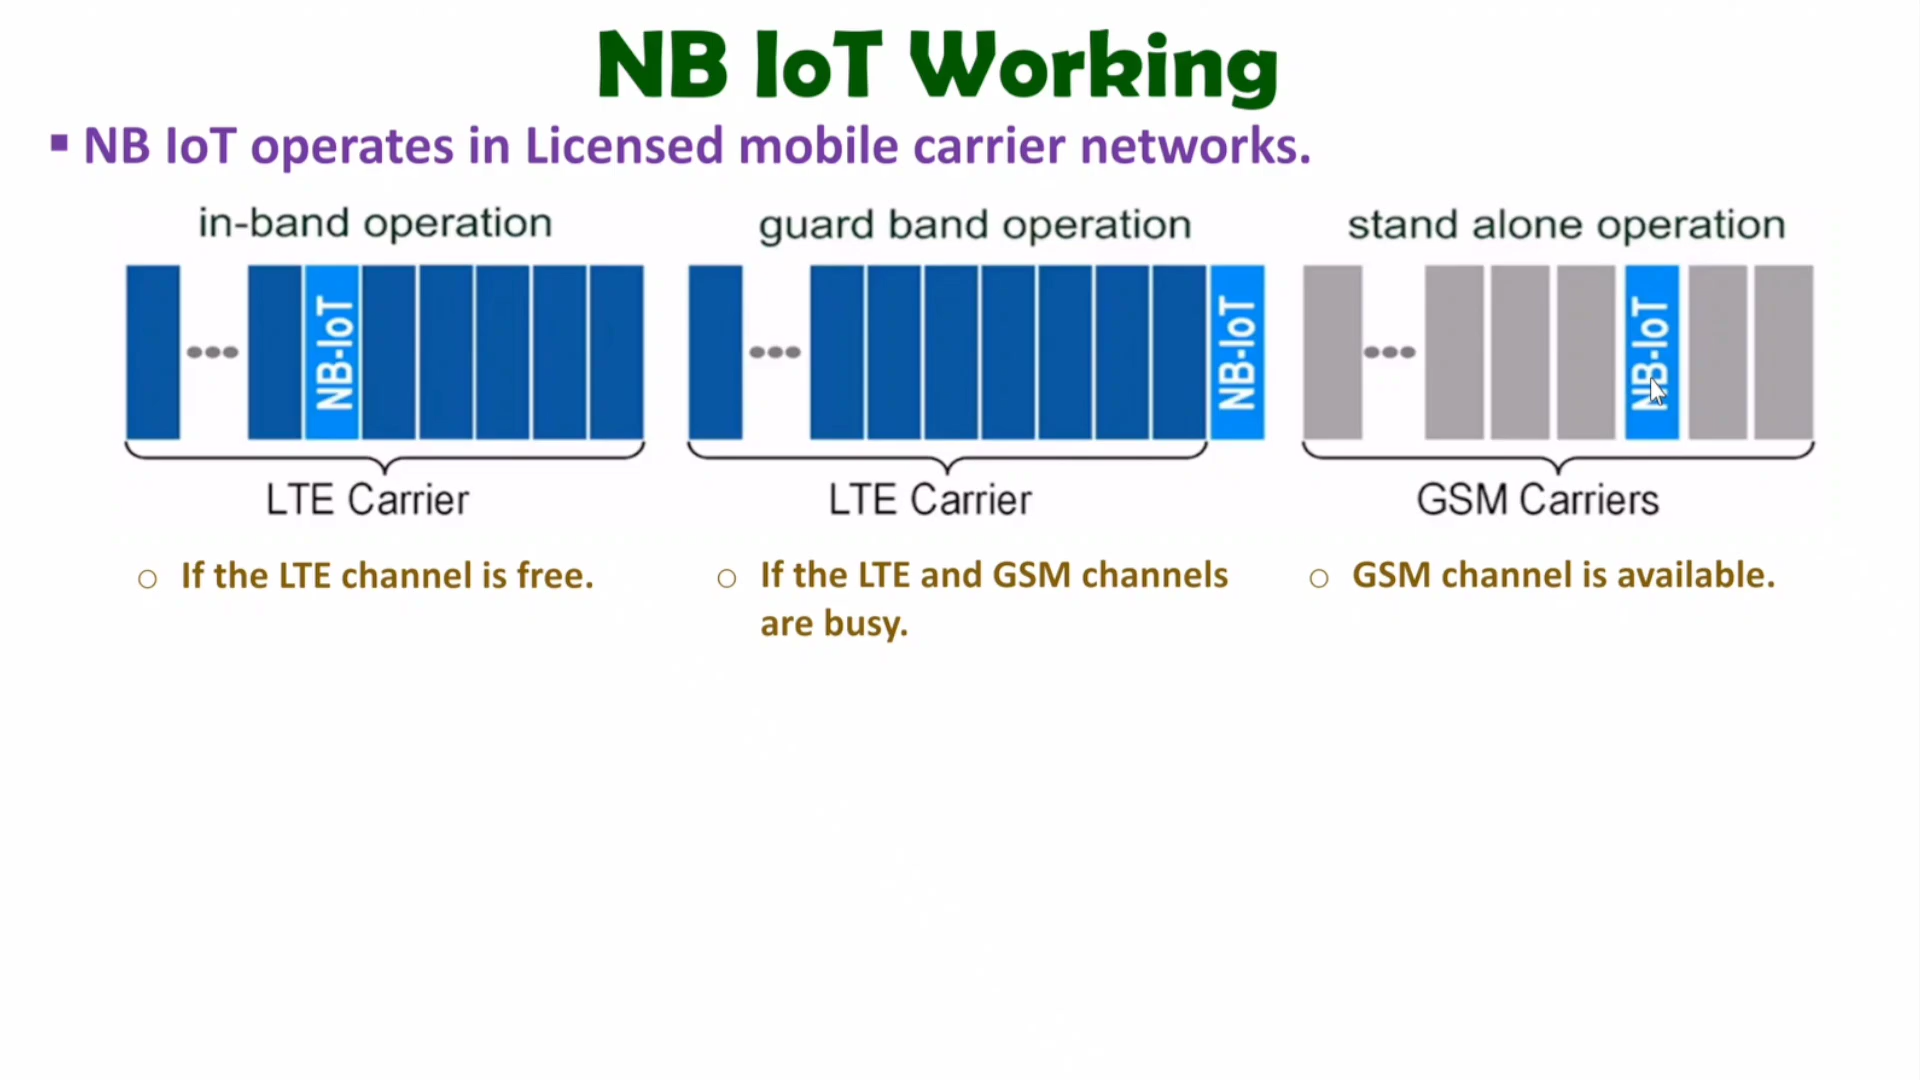 NB IoT Working
▪ NB IoT operates in Licensed mobile carrier networks.
in-band operation
guard band operation
stand alone operation
NB-IoT
NB-IoT
NB-IoT
LTE Carrier
LTE Carrier
GSM Carriers
○ If the LTE channel is free.
○ If the LTE and GSM channels
are busy.
○ GSM channel is available.